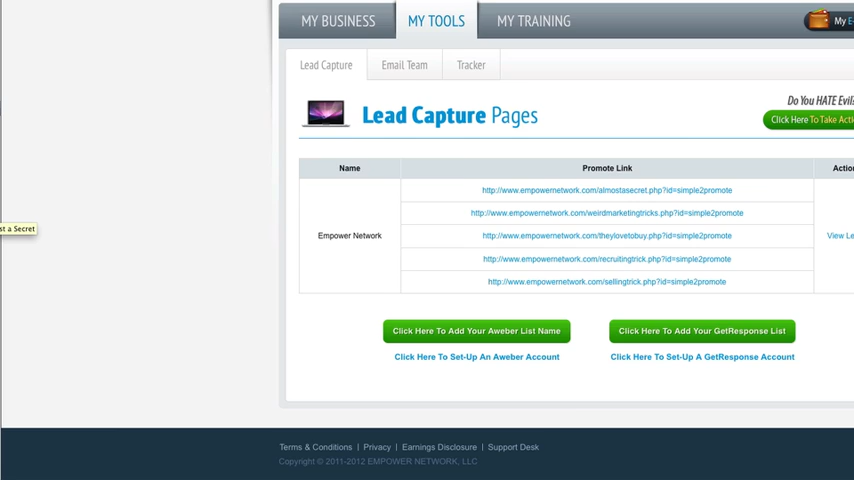 MY BUSINESS
MY TOOLS
MY TRAINING
My
Lead Capture
Email Team
Tracker
Do You HATE Evil
Click Here To Take
Lead Capture Pages
Name
Promote Link
http://www.empowernetwork.com/almostasecret.php?id=simple2promote
http://www.empowernetwork.com/weirdmarketingtricks.php?id=simple2promote
st a Secret
Empower Network
http://www.empowernetwork.com/theylovetobuy.php?id=simple2promote
View
http://www.empowernetwork.com/recruitingtrick.php?id=simple2promote
http://www.empowernetwork.com/sellingtrick.php?id=simple2promote
Click Here To Add Your Aweber List Name
Click Here To Add Your GetResponse List
Click Here To Set-Up An Aweber Account
Click Here To Set-Up A GetResponse Account
Terms & Conditions | Privacy | Earnings Disclosure | Support Desk
Copyright © 2011-2012 EMPOWER NETWORK, LLC